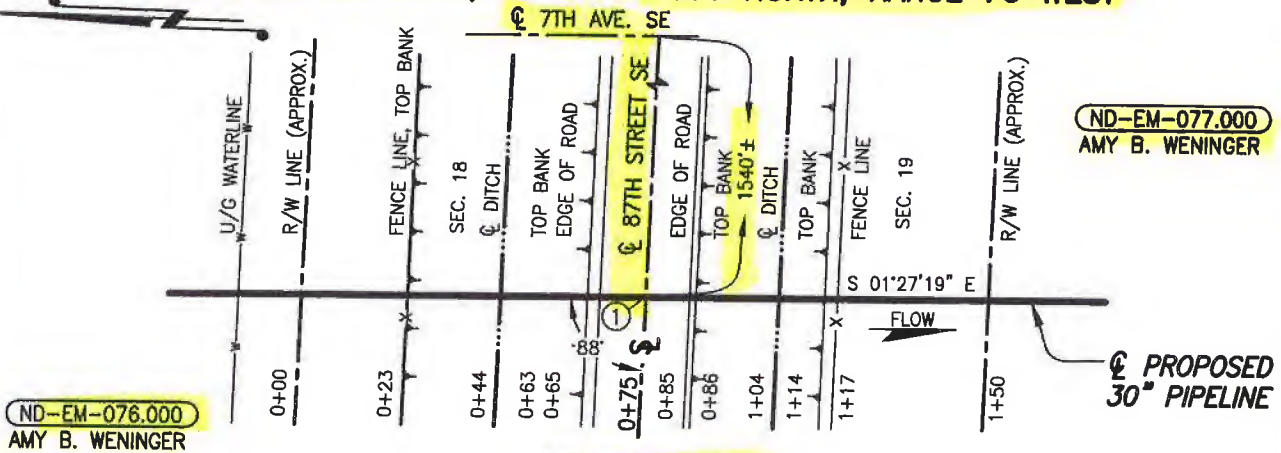 ℄ 7TH AVE. SE
U/G WATERLINE
W
W
W
R/W LINE (APPROX.)
FENCE LINE, TOP BANK
X
X
SEC. 18
℄ DITCH
TOP BANK
EDGE OF ROAD
℄ 87TH STREET SE
EDGE OF ROAD
TOP BANK
1540'±
℄ DITCH
TOP BANK
X
X
FENCE LINE
SEC. 19
R/W LINE (APPROX.)
ND-EM-077.000
AMY B. WENINGER
S 01°27'19" E
FLOW
1
88°
℄ PROPOSED
30" PIPELINE
0+00
0+23
0+44
0+63
0+65
0+75
0+85
0+86
1+04
1+14
1+17
1+50
ND-EM-076.000
AMY B. WENINGER